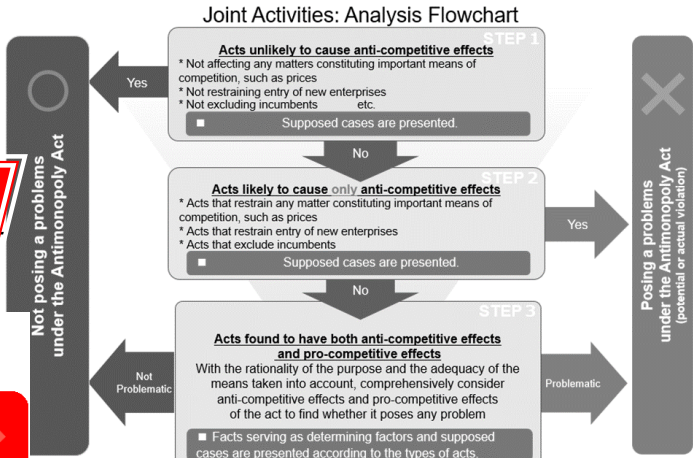 Joint Activities: Analysis Flowchart
STEP 1
Acts unlikely to cause anti-competitive effects
* Not affecting any matters constituting important means of
competition, such as prices
* Not restraining entry of new enterprises
* Not excluding incumbents etc.
■ Supposed cases are presented.
Yes
No
Not posing a problems
under the Antimonopoly Act
STEP 2
Acts likely to cause only anti-competitive effects
* Acts that restrain any matter constituting important means of
competition, such as prices
* Acts that restrain entry of new enterprises
* Acts that exclude incumbents
■ Supposed cases are presented.
Yes
No
Posing a problems
under the Antimonopoly Act
(potential or actual violation)
STEP 3
Acts found to have both anti-competitive effects
and pro-competitive effects
With the rationality of the purpose and the adequacy of the
means taken into account, comprehensively consider
anti-competitive effects and pro-competitive effects
of the act to find whether it poses any problem
■ Facts serving as determining factors and supposed
cases are presented according to the types of acts.
Not
Problematic
Problematic